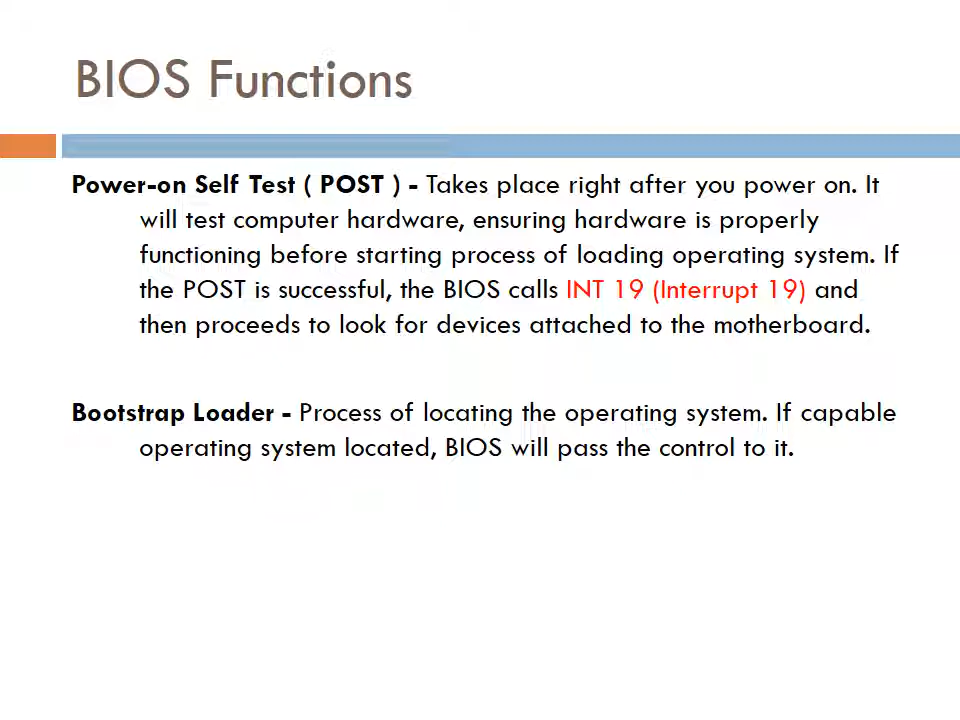 BIOS Functions
Power-on Self Test ( POST ) - Takes place right after you power on. It
will test computer hardware, ensuring hardware is properly
functioning before starting process of loading operating system. If
the POST is successful, the BIOS calls INT 19 (Interrupt 19) and
then proceeds to look for devices attached to the motherboard.
Bootstrap Loader - Process of locating the operating system. If capable
operating system located, BIOS will pass the control to it.